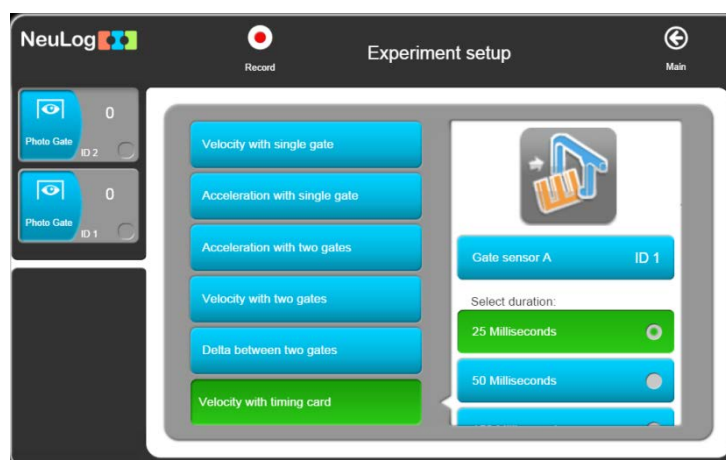 NeuLog
Record
Experiment setup
Main
0
Photo Gate
ID 2
0
Photo Gate
ID 1
Velocity with single gate
Acceleration with single gate
Acceleration with two gates
Velocity with two gates
Delta between two gates
Velocity with timing card
Gate sensor A ID 1
Select duration:
25 Milliseconds
50 Milliseconds